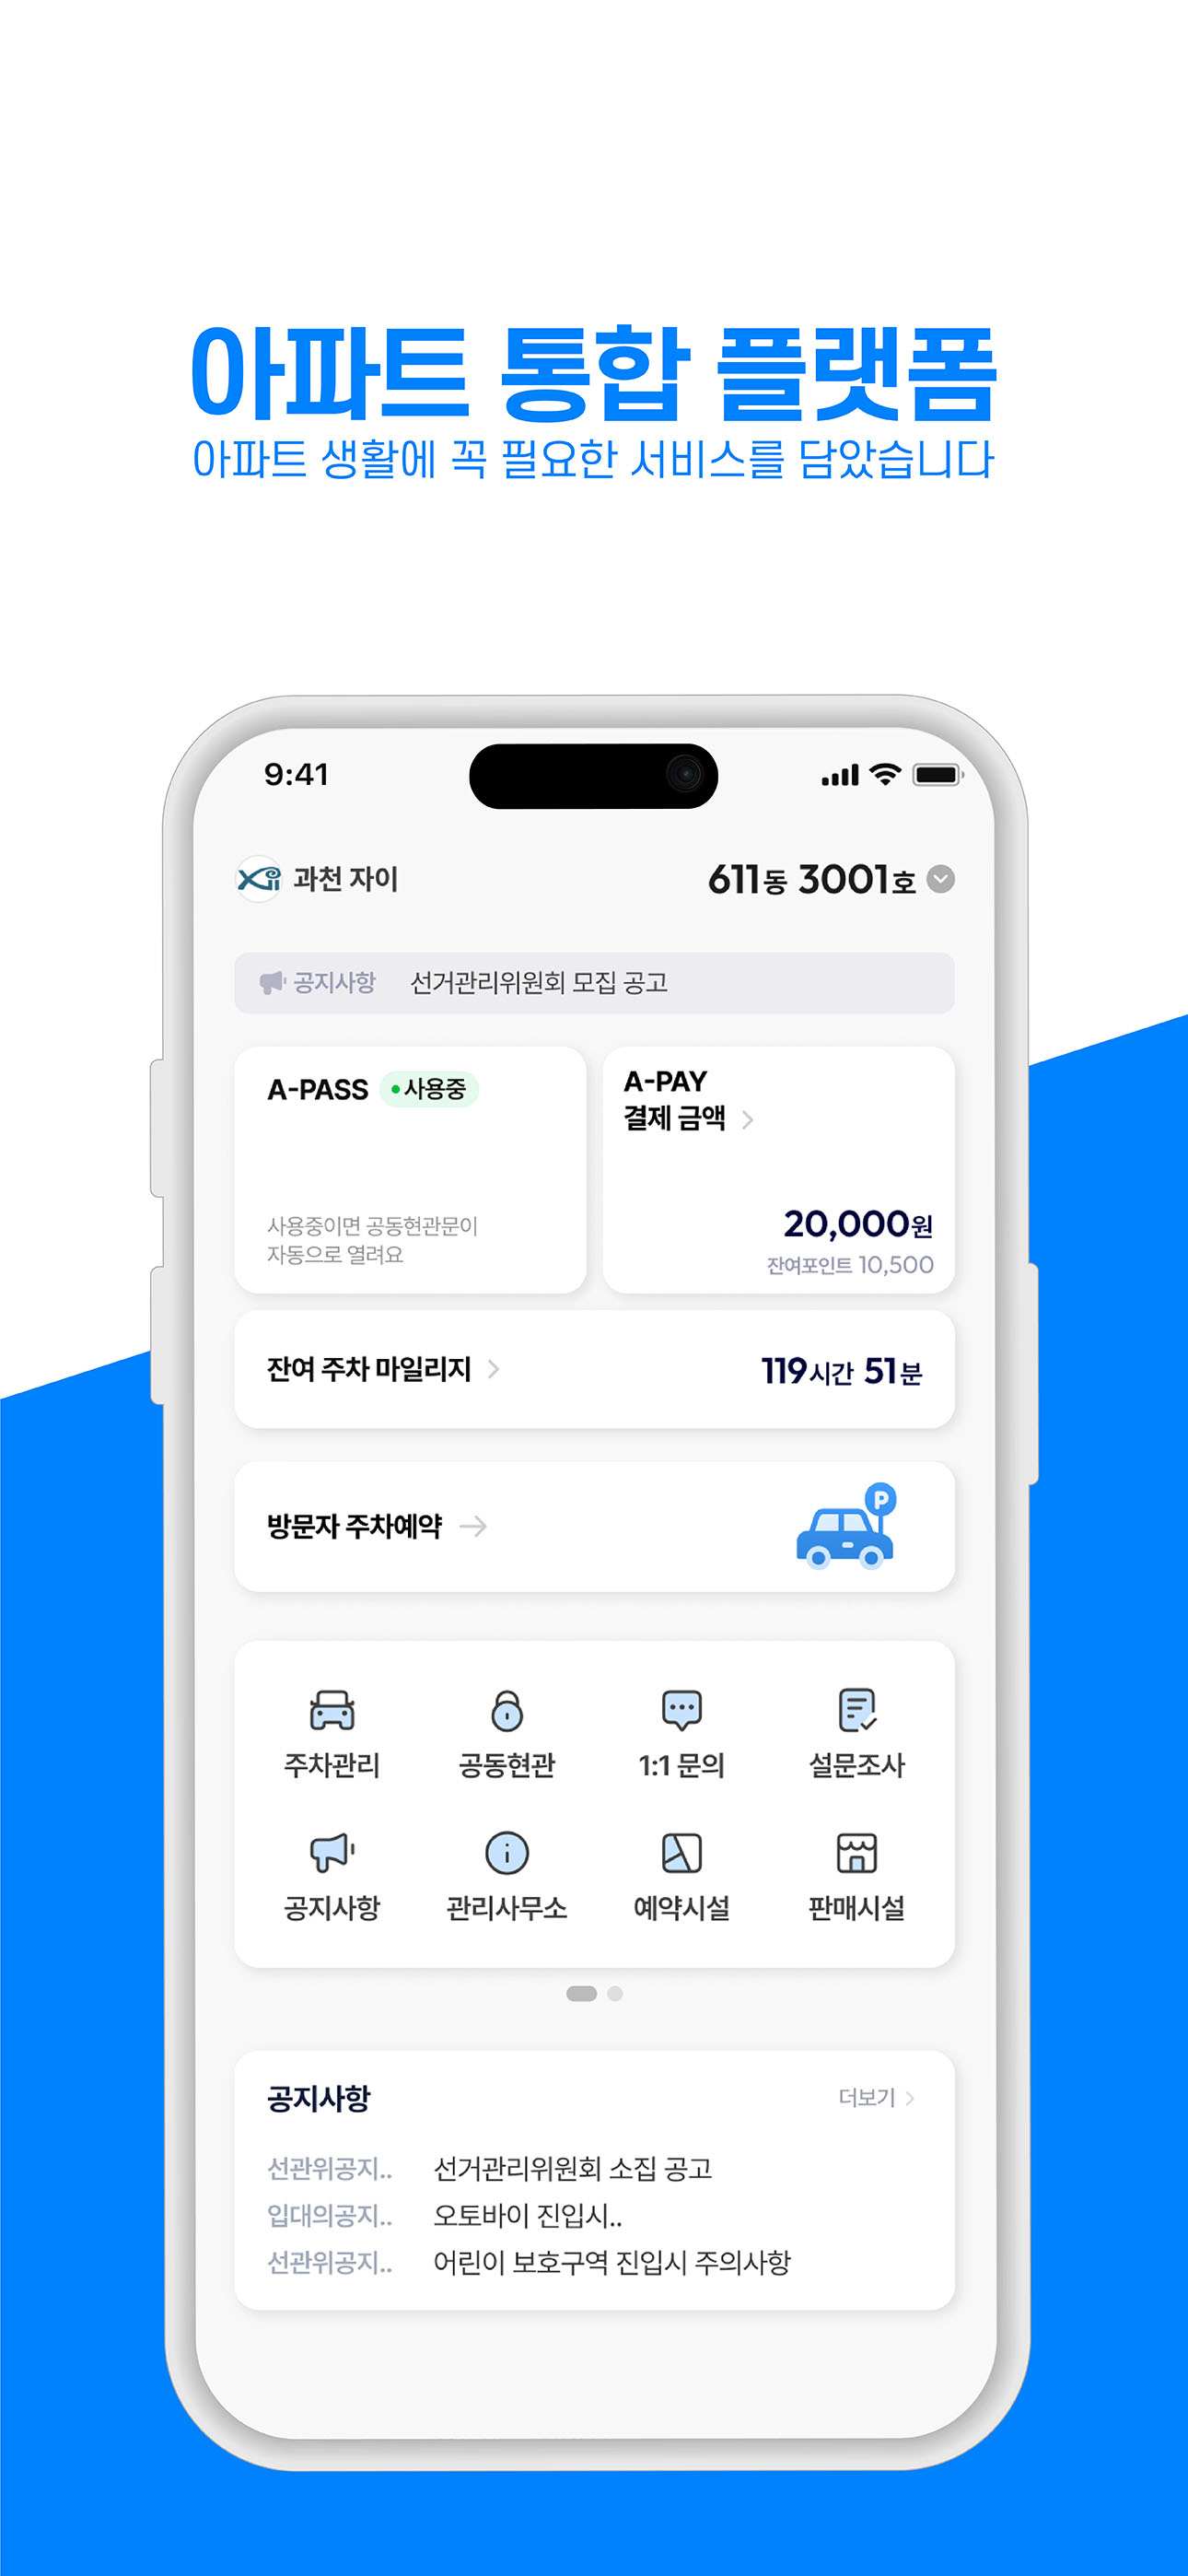 아파트 통합 플랫폼
아파트 생활에 꼭 필요한 서비스를 담았습니다
9:41
Xii 과천 자이
611동 3001호
공지사항 선거관리위원회 모집 공고
A-PASS 사용중
사용중이면 공동현관문이
자동으로 열려요
A-PAY
결제 금액
20,000원
잔여포인트 10,500
잔여 주차 마일리지
119시간 51분
방문자 주차예약
P
주차관리 공동현관 1:1 문의 설문조사
공지사항 관리사무소 예약시설 판매시설
공지사항 더보기
선관위공지.. 선거관리위원회 소집 공고
입대의공지.. 오토바이 진입시..
선관위공지.. 어린이 보호구역 진입시 주의사항